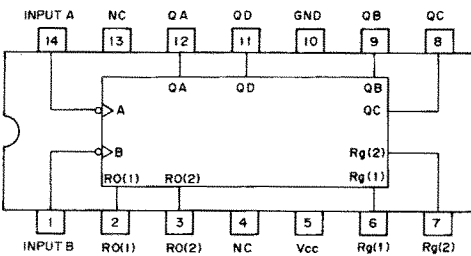 INPUT A NC QA QD GND QB QC
14 13 12 11 10 9 8
QA QD QB
QC
A
B
Rg(2)
RO(1) RO(2) Rg(1)
1 2 3 4 5 6 7
INPUT B RO(1) RO(2) NC Vcc Rg(1) Rg(2)